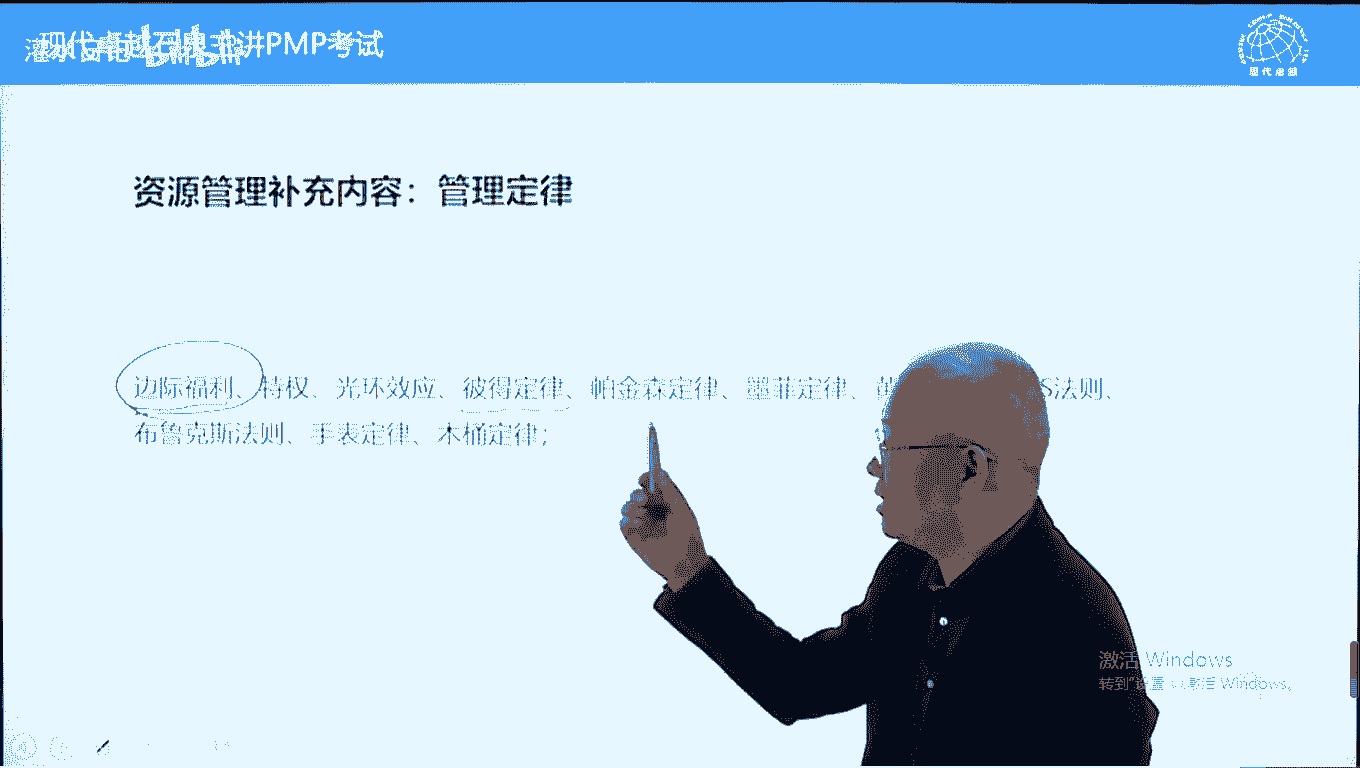 现代卓越石昊主讲PMP考试
现代卓越
资源管理补充内容：管理定律
边际福利、特权、光环效应、彼得定律、帕金森定律、墨菲定律、 S法则、
布鲁克斯法则、手表定律、木桶定律；
激活 Windows
转到"设置"以激活 Windows。